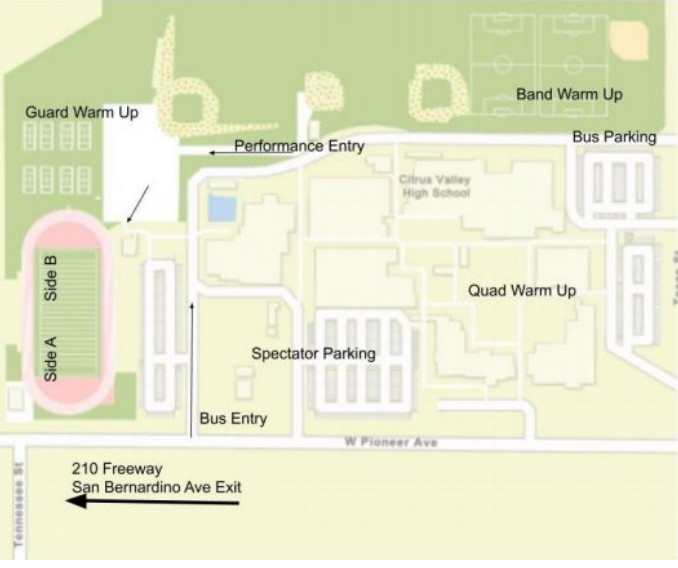 Guard Warm Up
Band Warm Up
Bus Parking
Performance Entry
Citrus Valley
High School
Side B
Quad Warm Up
Side A
Spectator Parking
Bus Entry
W Pioneer Ave
210 Freeway
San Bernardino Ave Exit
Tennessee St